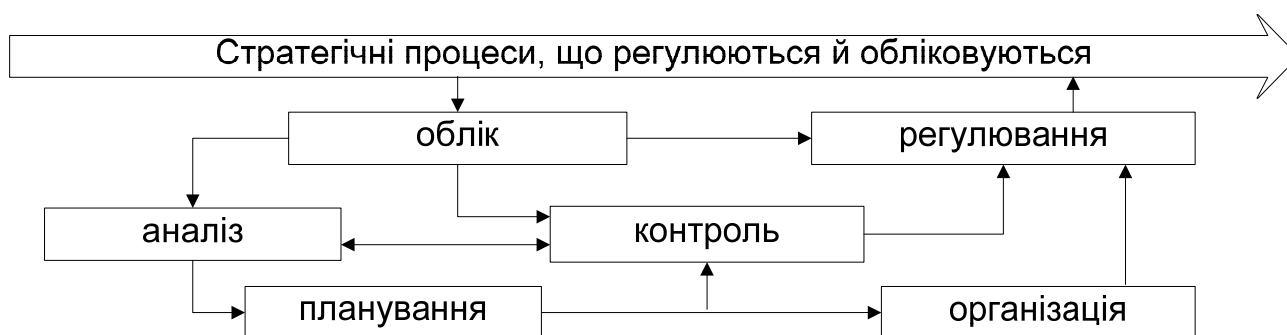 Стратегічні процеси, що регулюються й обліковуються
облік
регулювання
аналіз
контроль
планування
організація